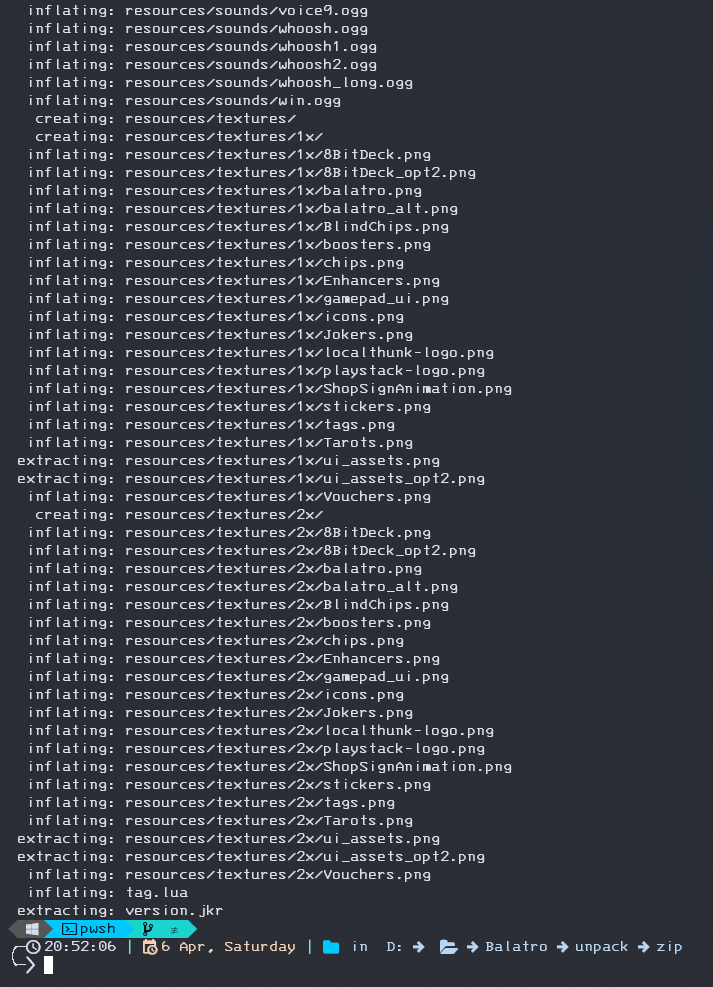 inflating: resources/sounds/voice9.ogg
inflating: resources/sounds/whoosh.ogg
inflating: resources/sounds/whoosh1.ogg
inflating: resources/sounds/whoosh2.ogg
inflating: resources/sounds/whoosh_long.ogg
inflating: resources/sounds/win.ogg
creating: resources/textures/
creating: resources/textures/1x/
inflating: resources/textures/1x/8BitDeck.png
inflating: resources/textures/1x/8BitDeck_opt2.png
inflating: resources/textures/1x/balatro.png
inflating: resources/textures/1x/balatro_alt.png
inflating: resources/textures/1x/BlindChips.png
inflating: resources/textures/1x/boosters.png
inflating: resources/textures/1x/chips.png
inflating: resources/textures/1x/Enhancers.png
inflating: resources/textures/1x/gamepad_ui.png
inflating: resources/textures/1x/icons.png
inflating: resources/textures/1x/Jokers.png
inflating: resources/textures/1x/localthunk-logo.png
inflating: resources/textures/1x/playstack-logo.png
inflating: resources/textures/1x/ShopSignAnimation.png
inflating: resources/textures/1x/stickers.png
inflating: resources/textures/1x/tags.png
inflating: resources/textures/1x/Tarots.png
extracting: resources/textures/1x/ui_assets.png
extracting: resources/textures/1x/ui_assets_opt2.png
inflating: resources/textures/1x/Vouchers.png
creating: resources/textures/2x/
inflating: resources/textures/2x/8BitDeck.png
inflating: resources/textures/2x/8BitDeck_opt2.png
inflating: resources/textures/2x/balatro.png
inflating: resources/textures/2x/balatro_alt.png
inflating: resources/textures/2x/BlindChips.png
inflating: resources/textures/2x/boosters.png
inflating: resources/textures/2x/chips.png
inflating: resources/textures/2x/Enhancers.png
inflating: resources/textures/2x/gamepad_ui.png
inflating: resources/textures/2x/icons.png
inflating: resources/textures/2x/Jokers.png
inflating: resources/textures/2x/localthunk-logo.png
inflating: resources/textures/2x/playstack-logo.png
inflating: resources/textures/2x/ShopSignAnimation.png
inflating: resources/textures/2x/stickers.png
inflating: resources/textures/2x/tags.png
inflating: resources/textures/2x/Tarots.png
extracting: resources/textures/2x/ui_assets.png
extracting: resources/textures/2x/ui_assets_opt2.png
inflating: resources/textures/2x/Vouchers.png
inflating: tag.lua
extracting: version.jkr
pwsh ≢
20:52:06 | 6 Apr, Saturday | in D: → → Balatro → unpack → zip